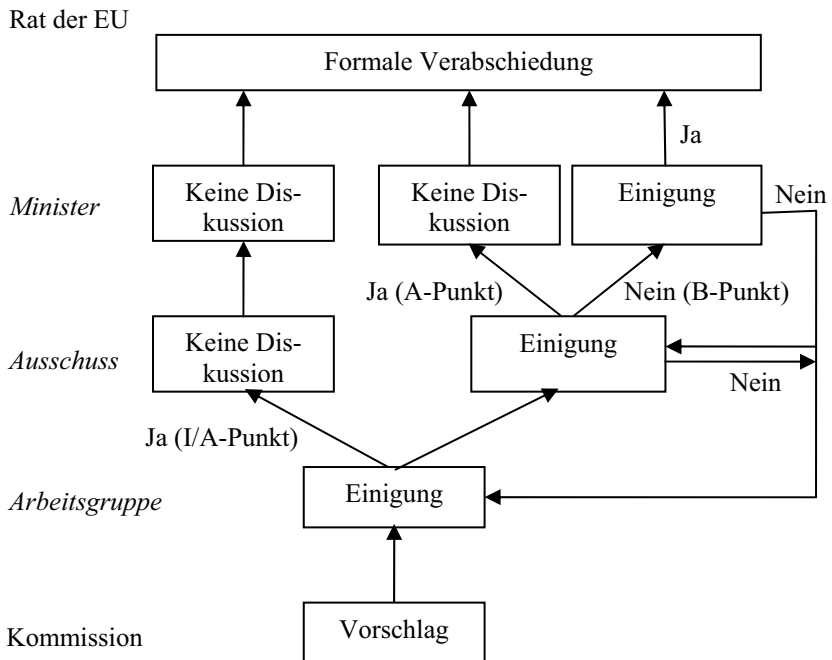 Rat der EU
Formale Verabschiedung
Ja
Minister
Keine Dis-
kussion
Keine Dis-
kussion
Einigung
Nein
Ja (A-Punkt)
Nein (B-Punkt)
Ausschuss
Keine Dis-
kussion
Einigung
Nein
Ja (I/A-Punkt)
Arbeitsgruppe
Einigung
Kommission
Vorschlag